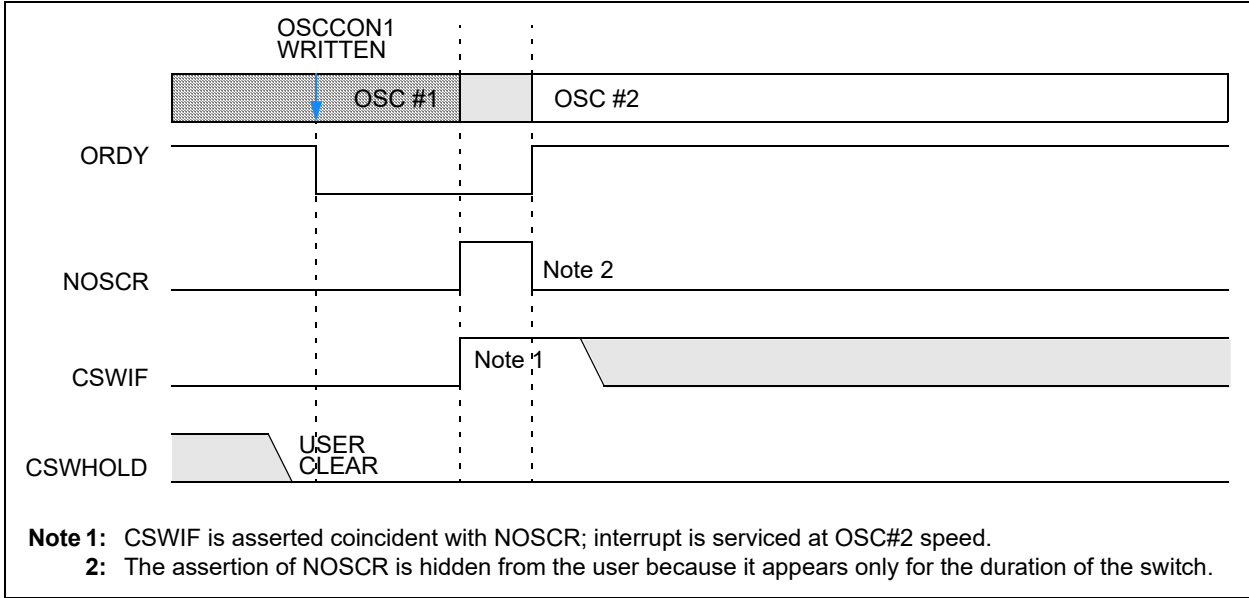 OSCCON1
WRITTEN
OSC #1
OSC #2
ORDY
NOSCR
Note 2
CSWIF
Note 1
CSWHOLD
USER
CLEAR
Note 1: CSWIF is asserted coincident with NOSCR; interrupt is serviced at OSC#2 speed.
2: The assertion of NOSCR is hidden from the user because it appears only for the duration of the switch.